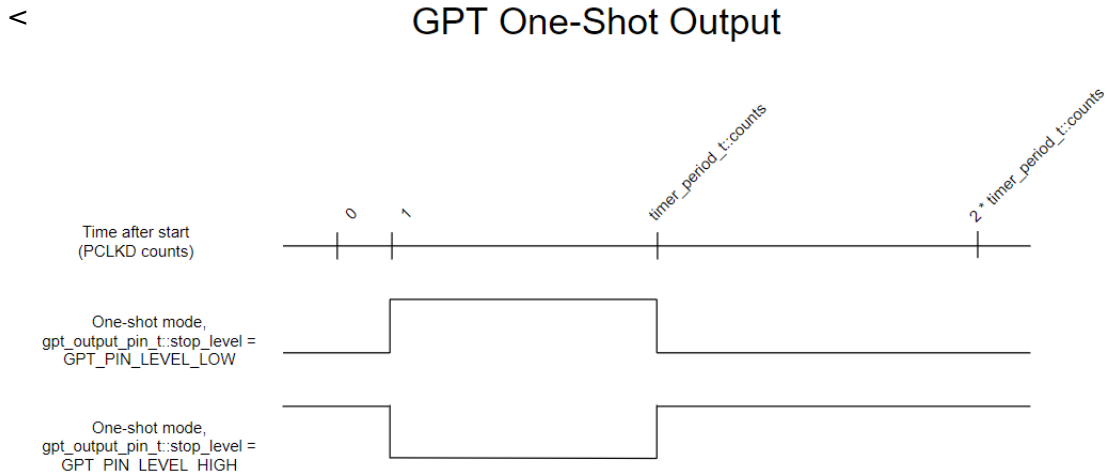 <
GPT One-Shot Output
timer_period_t::counts
2 * timer_period_t::counts
0
1
Time after start
(PCLKD counts)
One-shot mode,
gpt_output_pin_t::stop_level =
GPT_PIN_LEVEL_LOW
One-shot mode,
gpt_output_pin_t::stop_level =
GPT_PIN_LEVEL_HIGH